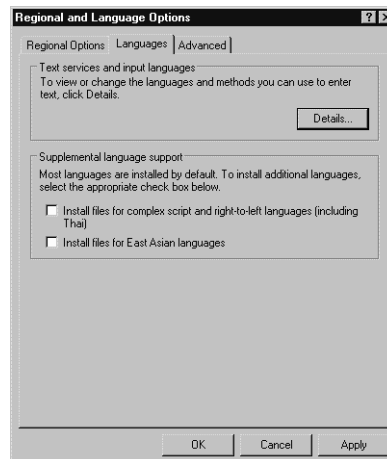 Regional and Language Options
Regional Options Languages Advanced
Text services and input languages
To view or change the languages and methods you can use to enter
text, click Details.
Details...
Supplemental language support
Most languages are installed by default. To install additional languages,
select the appropriate check box below.
Install files for complex script and right-to-left languages (including
Thai)
Install files for East Asian languages
OK Cancel Apply